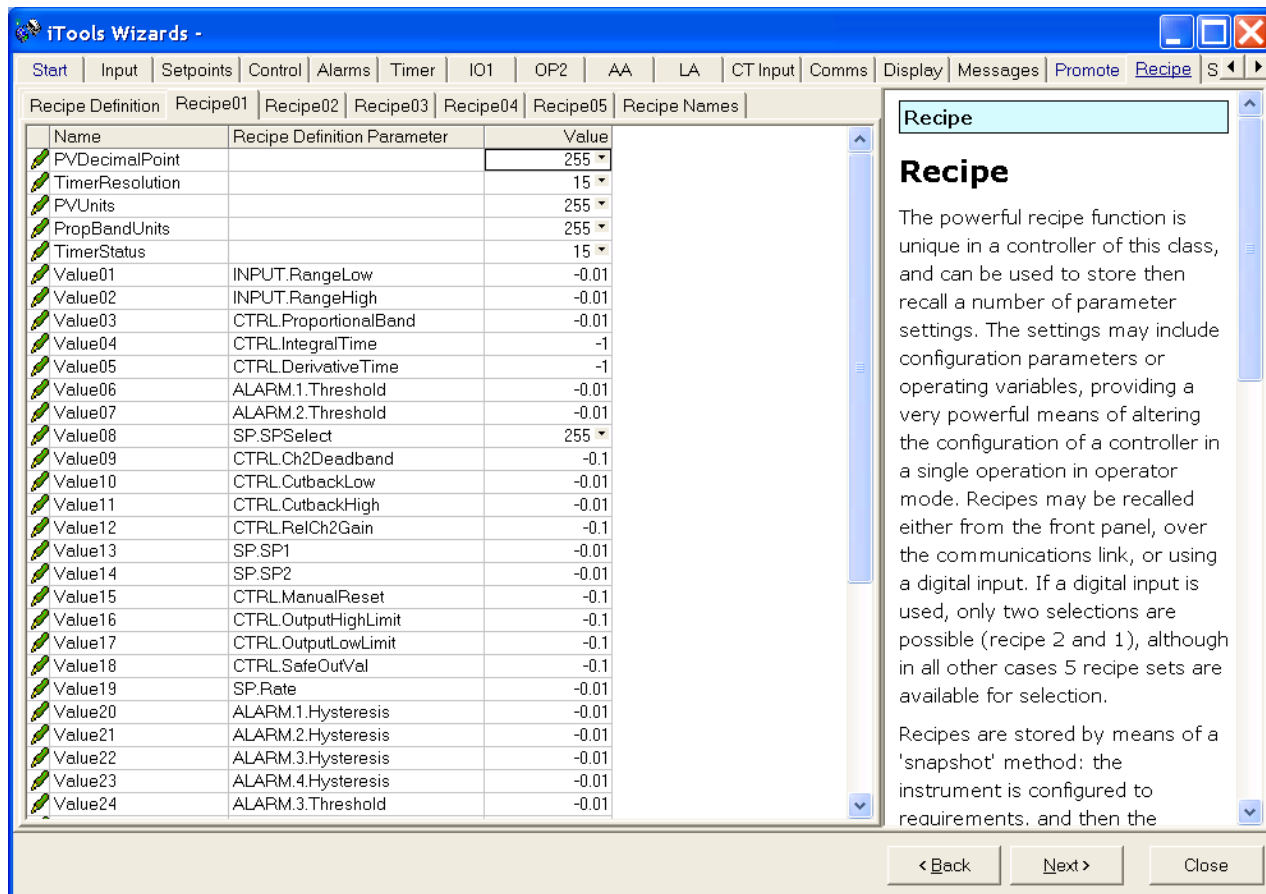 iTools Wizards -
Start Input Setpoints Control Alarms Timer IO1 OP2 AA LA CT Input Comms Display Messages Promote Recipe S
Recipe Definition Recipe01 Recipe02 Recipe03 Recipe04 Recipe05 Recipe Names
Name Recipe Definition Parameter Value
PVDecimalPoint 255
TimerResolution 15
PVUnits 255
PropBandUnits 255
TimerStatus 15
Value01 INPUT.RangeLow -0.01
Value02 INPUT.RangeHigh -0.01
Value03 CTRL.ProportionalBand -0.01
Value04 CTRL.IntegralTime -1
Value05 CTRL.DerivativeTime -1
Value06 ALARM.1.Threshold -0.01
Value07 ALARM.2.Threshold -0.01
Value08 SP.SPSelect 255
Value09 CTRL.Ch2Deadband -0.1
Value10 CTRL.CutbackLow -0.01
Value11 CTRL.CutbackHigh -0.01
Value12 CTRL.RelCh2Gain -0.1
Value13 SP.SP1 -0.01
Value14 SP.SP2 -0.01
Value15 CTRL.ManualReset -0.1
Value16 CTRL.OutputHighLimit -0.1
Value17 CTRL.OutputLowLimit -0.1
Value18 CTRL.SafeOutVal -0.1
Value19 SP.Rate -0.01
Value20 ALARM.1.Hysteresis -0.01
Value21 ALARM.2.Hysteresis -0.01
Value22 ALARM.3.Hysteresis -0.01
Value23 ALARM.4.Hysteresis -0.01
Value24 ALARM.3.Threshold -0.01
Recipe
Recipe
The powerful recipe function is
unique in a controller of this class,
and can be used to store then
recall a number of parameter
settings. The settings may include
configuration parameters or
operating variables, providing a
very powerful means of altering
the configuration of a controller in
a single operation in operator
mode. Recipes may be recalled
either from the front panel, over
the communications link, or using
a digital input. If a digital input is
used, only two selections are
possible (recipe 2 and 1), although
in all other cases 5 recipe sets are
available for selection.
Recipes are stored by means of a
'snapshot' method: the
instrument is configured to
requirements, and then the
< Back Next > Close